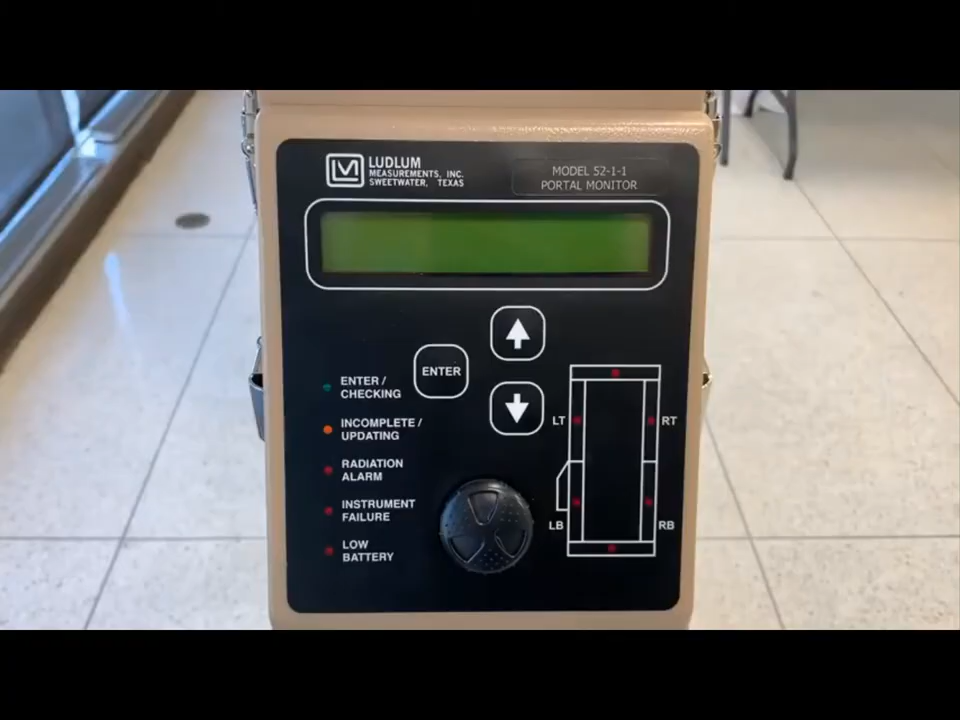 LUDLUM
MEASUREMENTS, INC.
SWEETWATER, TEXAS
MODEL 52-1-1
PORTAL MONITOR
ENTER
ENTER /
CHECKING
INCOMPLETE /
UPDATING
RADIATION
ALARM
INSTRUMENT
FAILURE
LOW
BATTERY
LT
RT
LB
RB